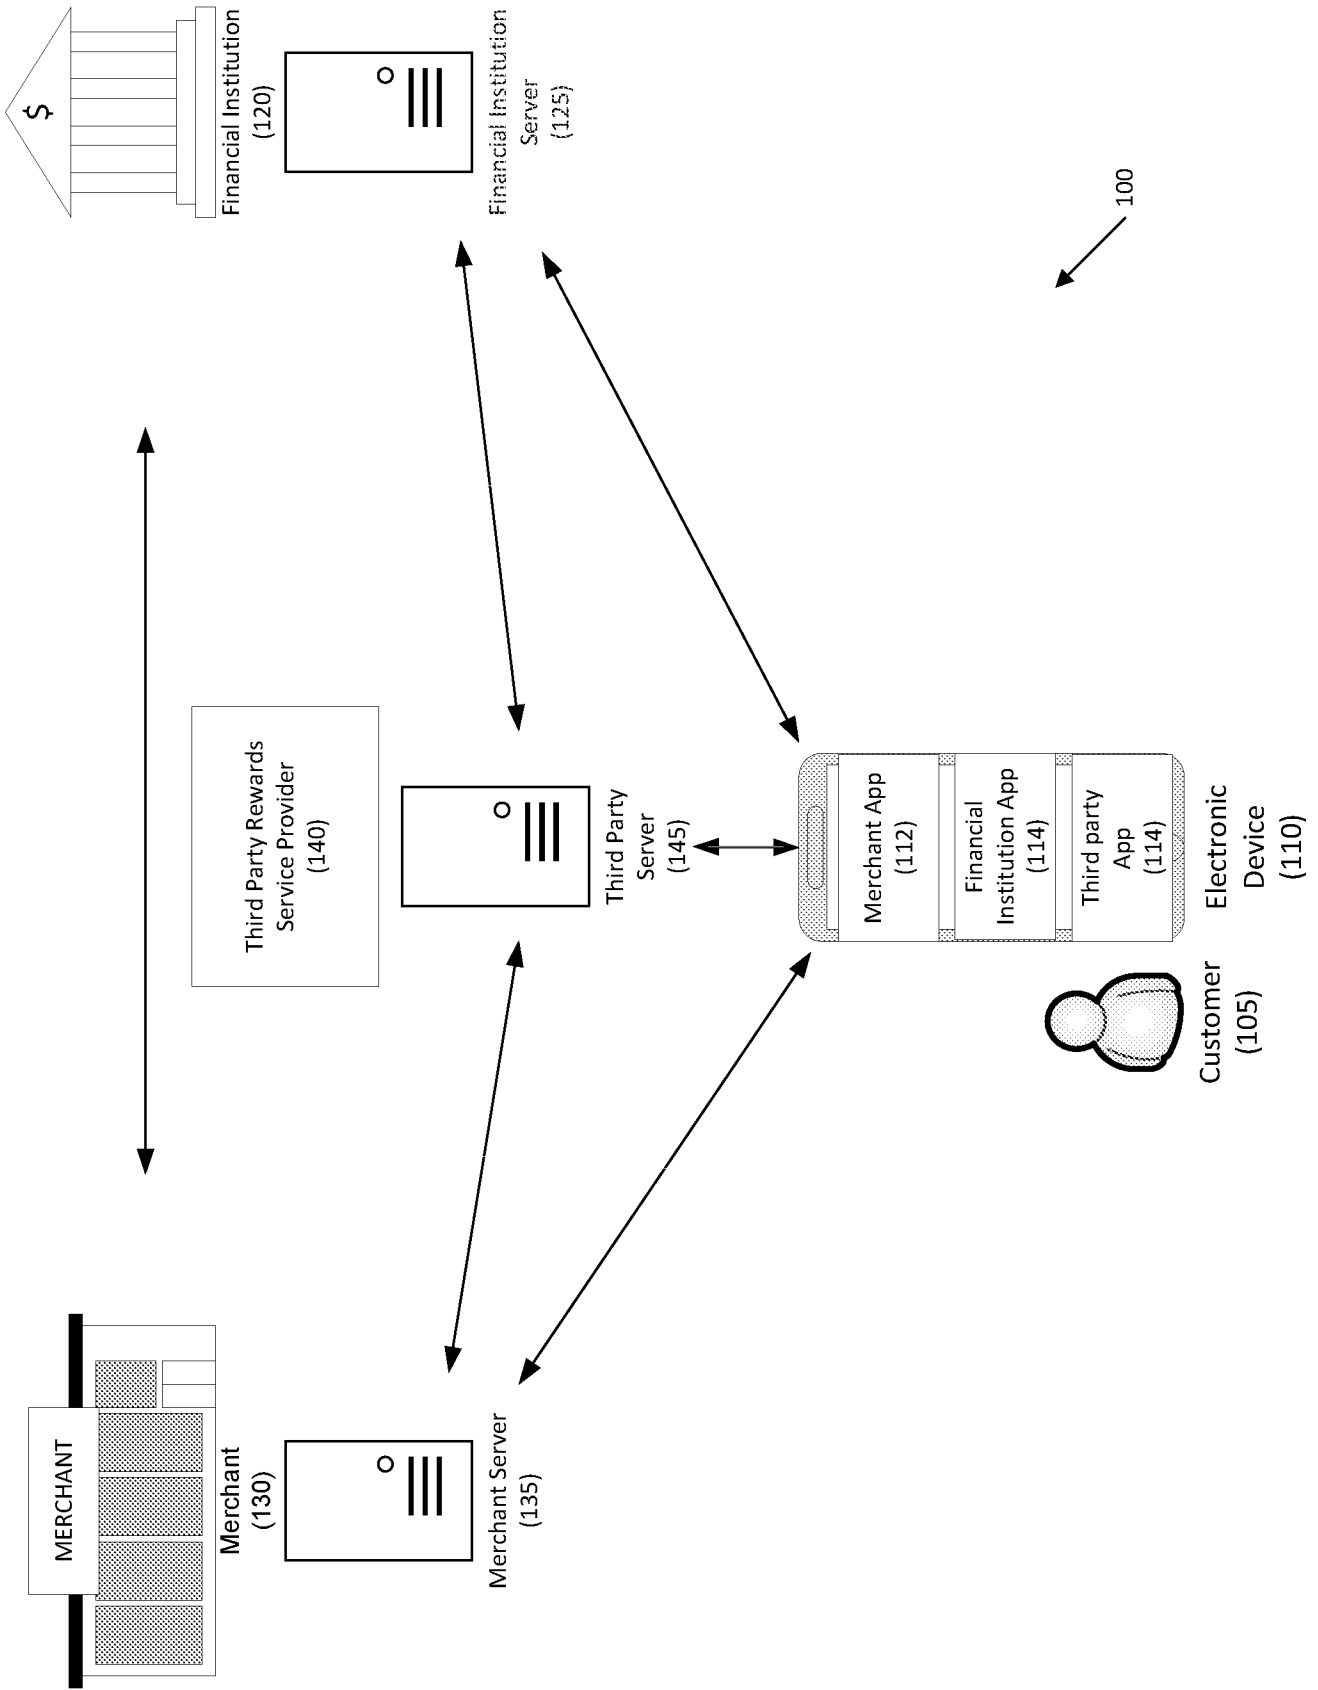 MERCHANT
Merchant
(130)
Merchant Server
(135)
Third Party Rewards
Service Provider
(140)
Third Party
Server
(145)
$
Financial Institution
(120)
Financial Institution
Server
(125)
Customer
(105)
Merchant App
(112)
Financial
Institution App
(114)
Third party
App
(114)
Electronic
Device
(110)
100